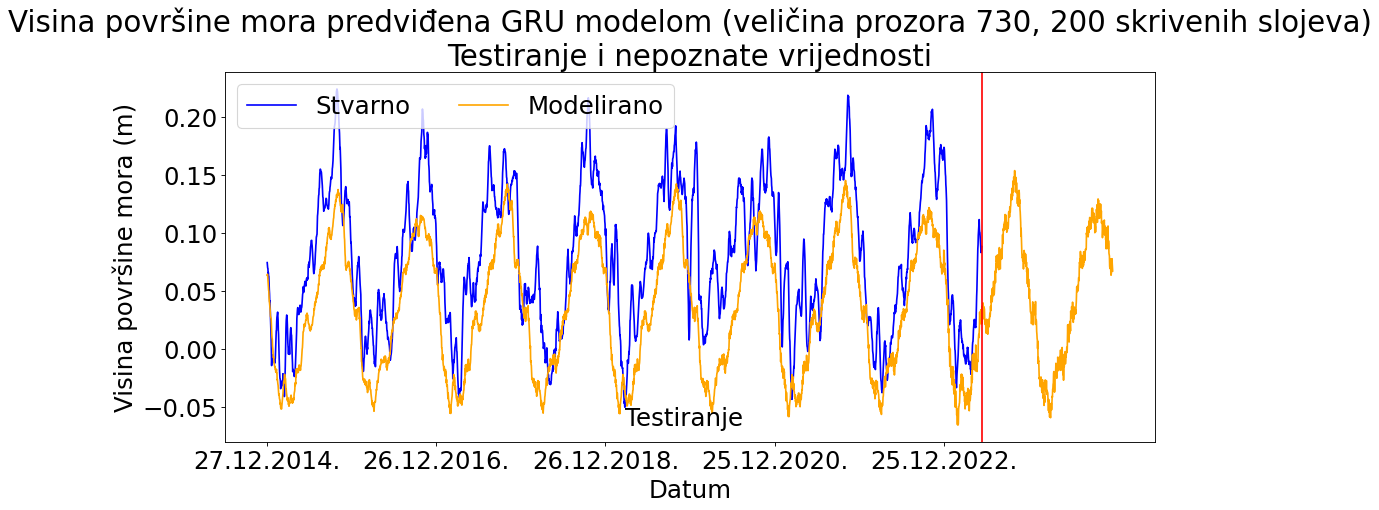 Visina površine mora predviđena GRU modelom (veličina prozora 730, 200 skrivenih slojeva)
Testiranje i nepoznate vrijednosti
Stvarno
Modelirano
Visina površine mora (m)
0.20
0.15
0.10
0.05
0.00
−0.05
Testiranje
27.12.2014.
26.12.2016.
26.12.2018.
25.12.2020.
25.12.2022.
Datum